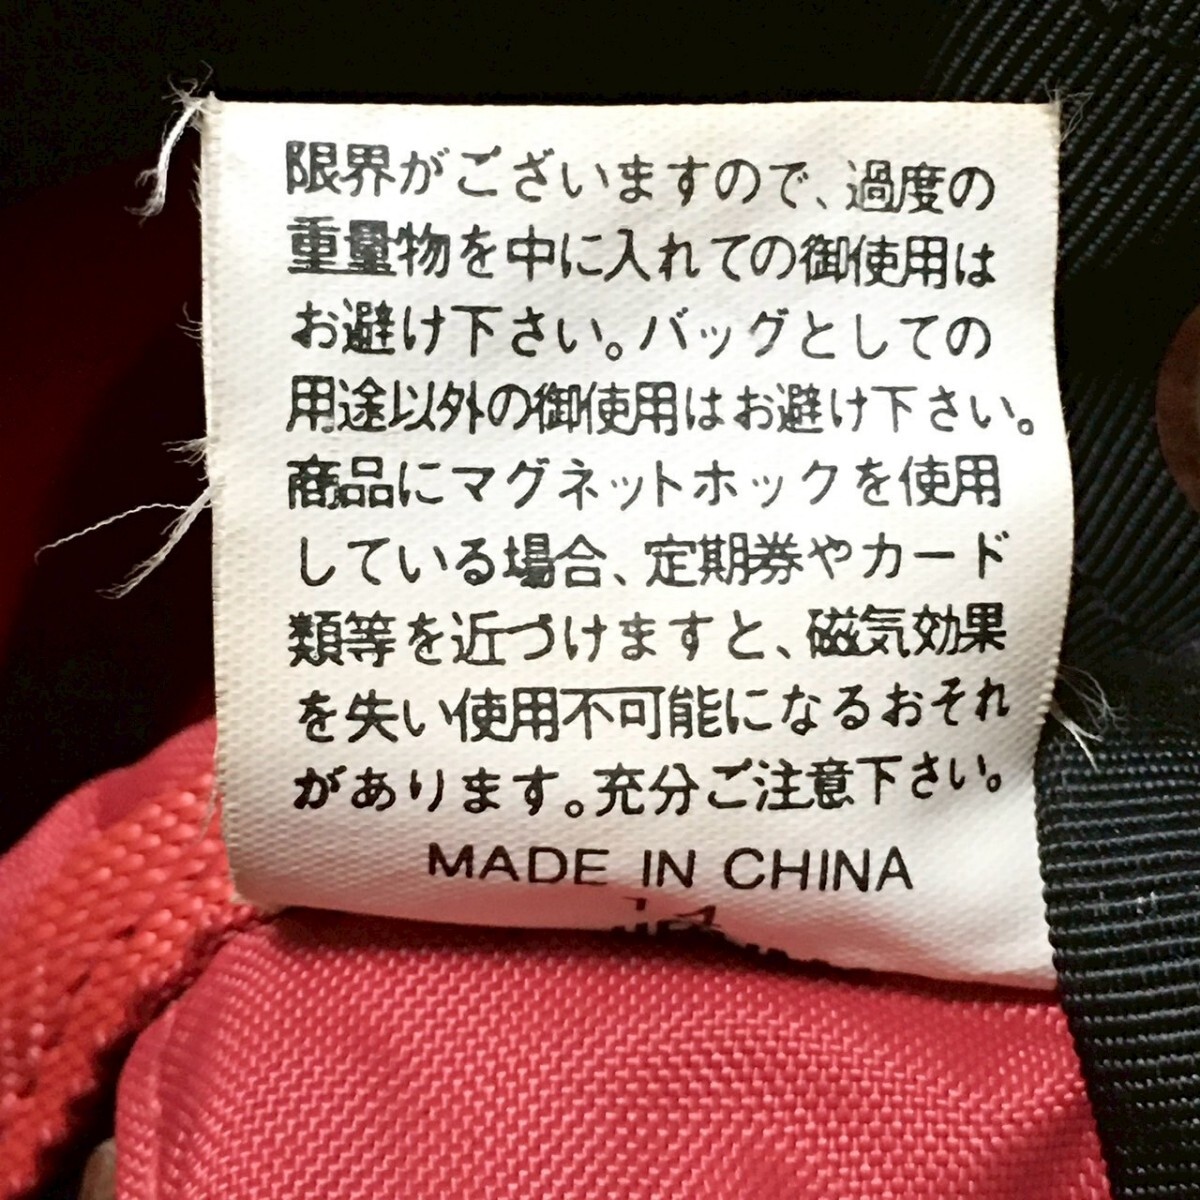 限界がございますので、過度の
重量物を中に入れての御使用は
お避け下さい。バッグとしての
用途以外の御使用はお避け下さい。
商品にマグネットホックを使用
している場合、定期券やカード
類等を近づけますと、磁気効果
を失い使用不可能になるおそれ
があります。充分ご注意下さい。
MADE IN CHINA